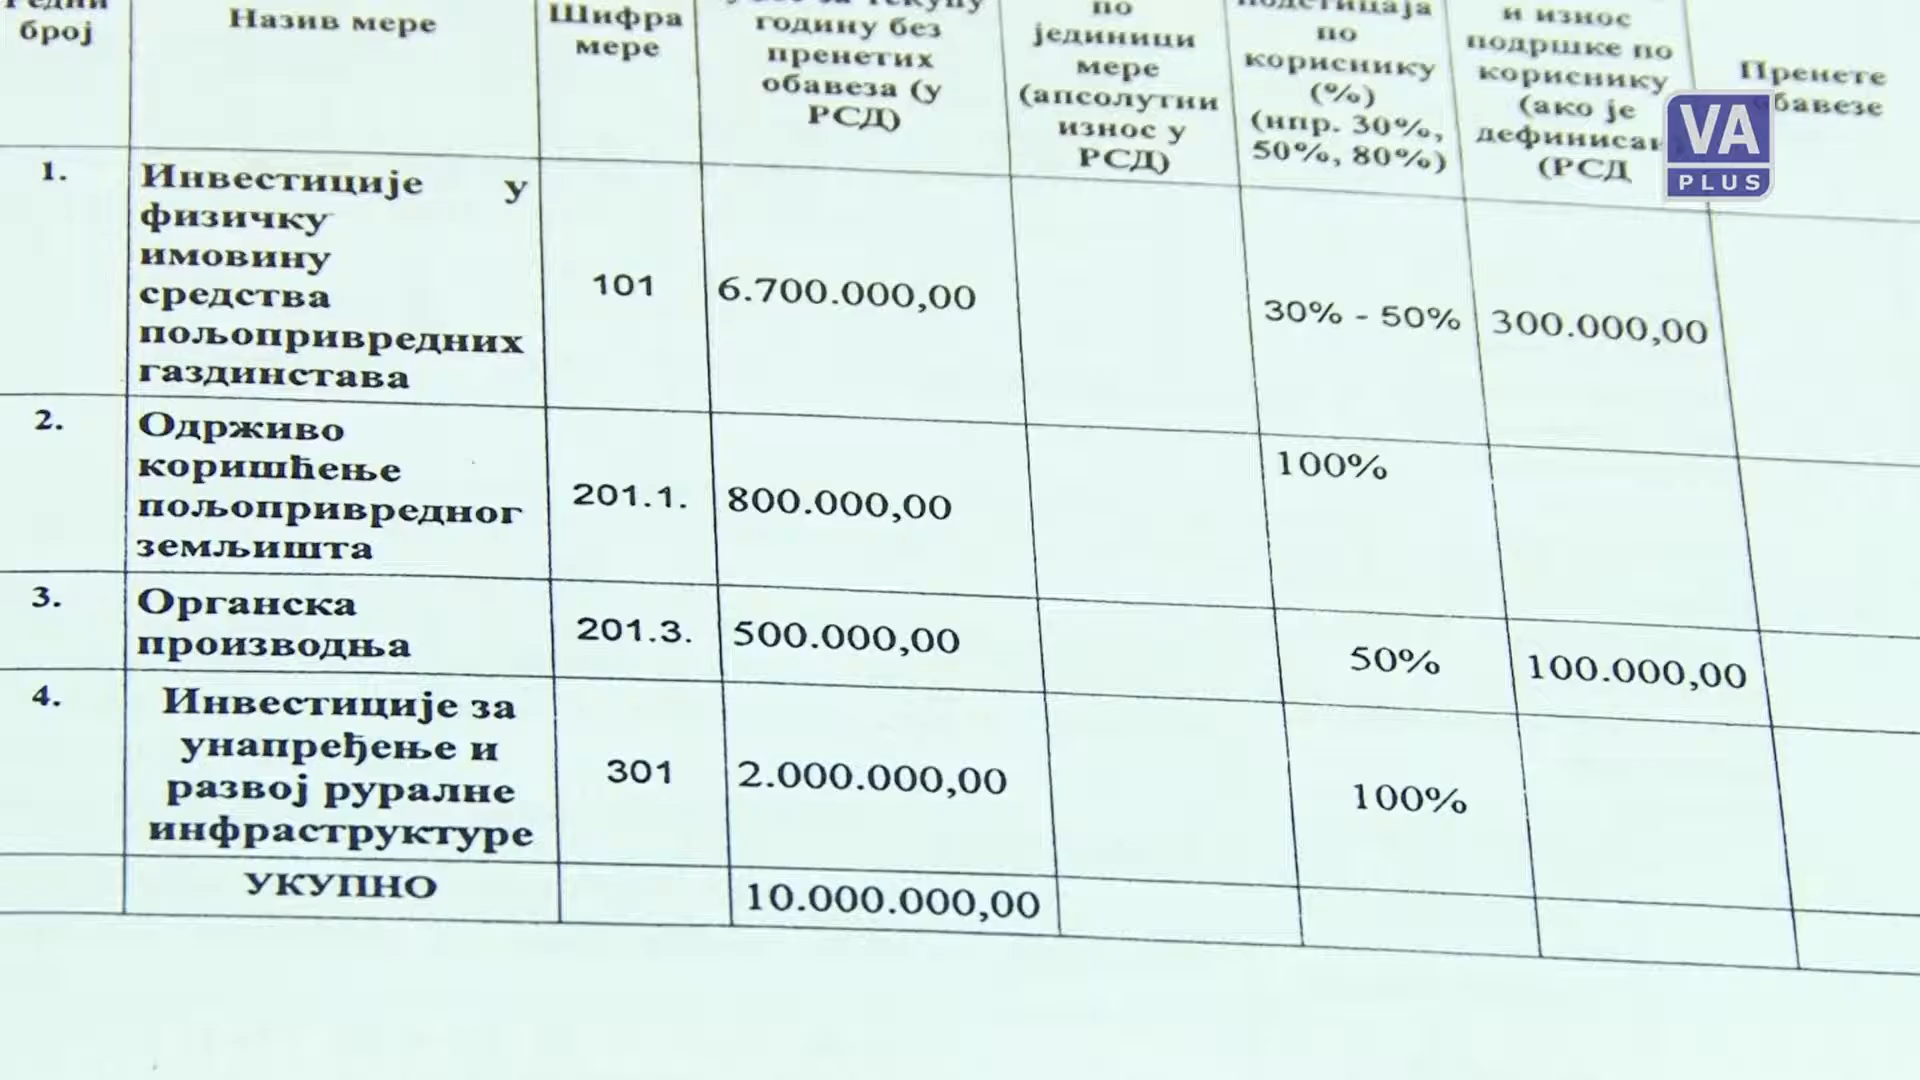 број
Назив мере
Шифра
мере
годину без
пренетих
обавеза (у
РСД)
по
јединици
мере
(апсолутни
износ у
РСД)
по
кориснику
(%)
(нпр. 30%,
50%, 80%)
и износ
подршке по
кориснику
(ако је
(РСД
Пренете
VA
PLUS
1.
Инвестиције у
физичку
имовину
средства
пољопривредних
газдинстава
101
6.700.000,00
30% - 50%
300.000,00
2.
Одрживо
коришћење
пољопривредног
земљишта
201.1.
800.000,00
100%
3.
Органска
производња
201.3.
500.000,00
50%
100.000,00
4.
Инвестиције за
унапређење и
развој руралне
инфраструктуре
301
2.000.000,00
100%
УКУПНО
10.000.000,00